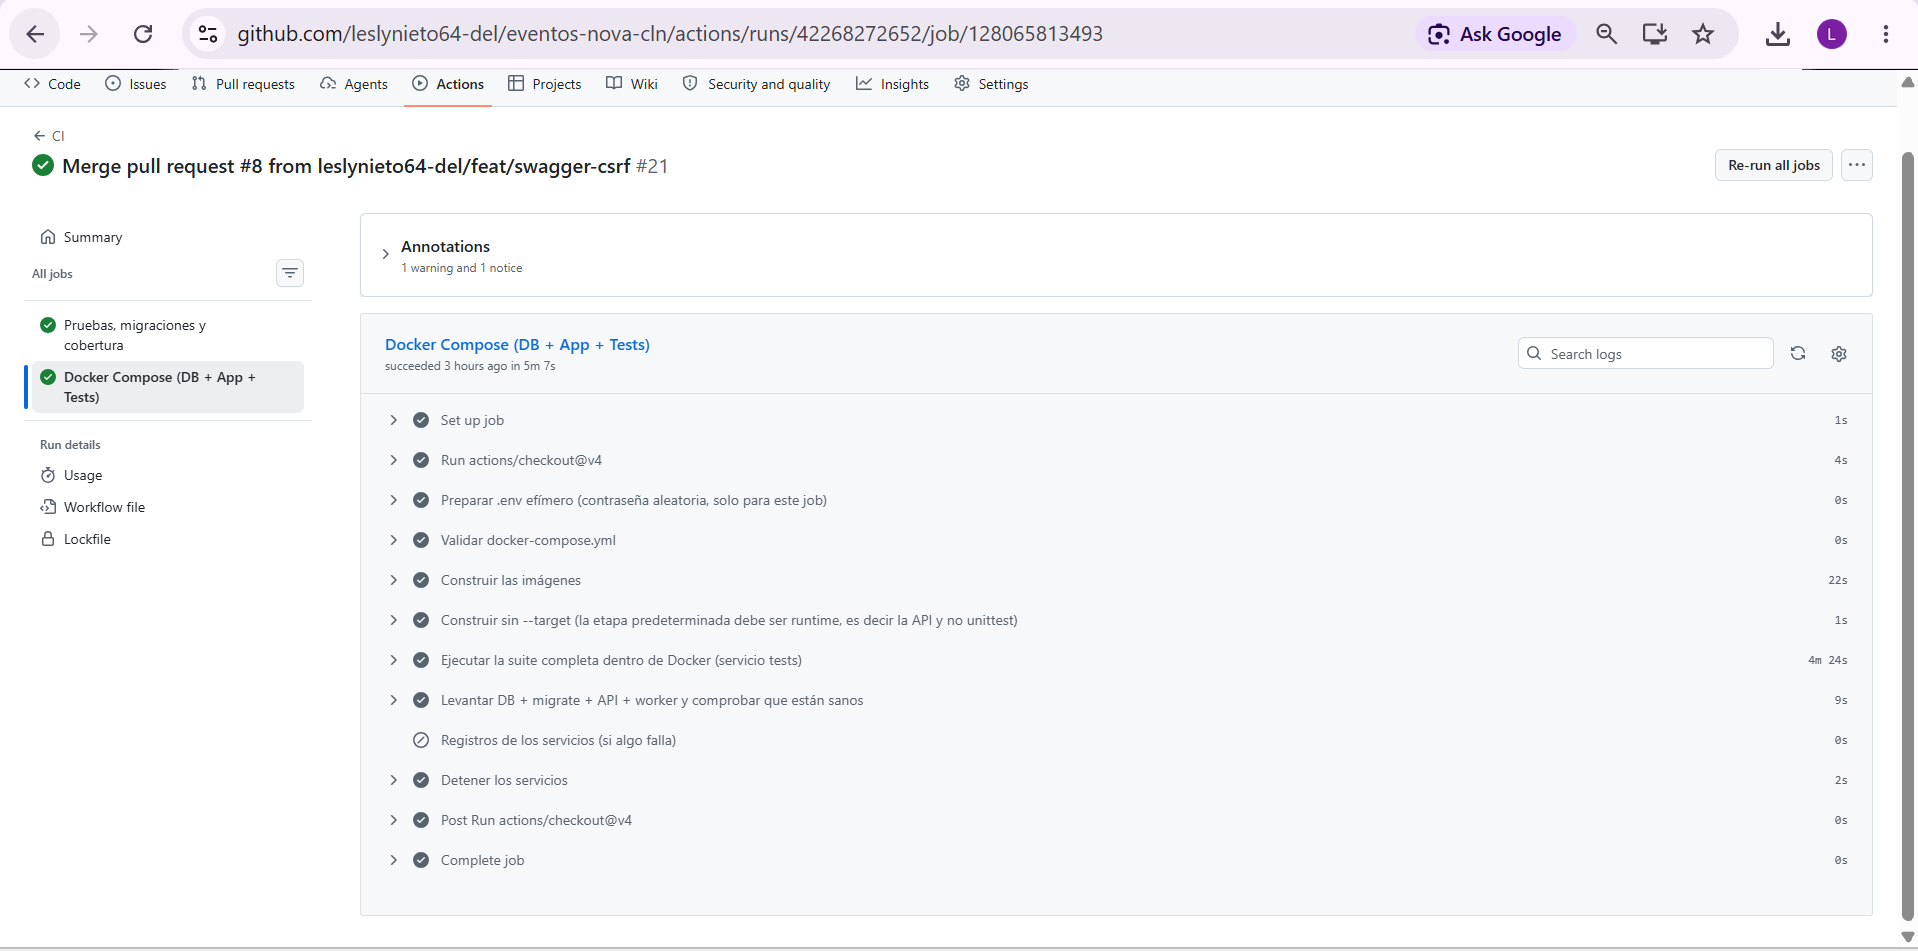 github.com/leslynieto64-del/eventos-nova-cln/actions/runs/42268272652/job/128065813493
Ask Google
L
Code
Issues
Pull requests
Agents
Actions
Projects
Wiki
Security and quality
Insights
Settings
CI
Merge pull request #8 from leslynieto64-del/feat/swagger-csrf #21
Re-run all jobs
Summary
All jobs
Pruebas, migraciones y
cobertura
Docker Compose (DB + App +
Tests)
Run details
Usage
Workflow file
Lockfile
Annotations
1 warning and 1 notice
Docker Compose (DB + App + Tests)
succeeded 3 hours ago in 5m 7s
Search logs
Set up job 1s
Run actions/checkout@v4 4s
Preparar .env efímero (contraseña aleatoria, solo para este job) 0s
Validar docker-compose.yml 0s
Construir las imágenes 22s
Construir sin --target (la etapa predeterminada debe ser runtime, es decir la API y no unittest) 1s
Ejecutar la suite completa dentro de Docker (servicio tests) 4m 24s
Levantar DB + migrate + API + worker y comprobar que están sanos 9s
Registros de los servicios (si algo falla) 0s
Detener los servicios 2s
Post Run actions/checkout@v4 0s
Complete job 0s